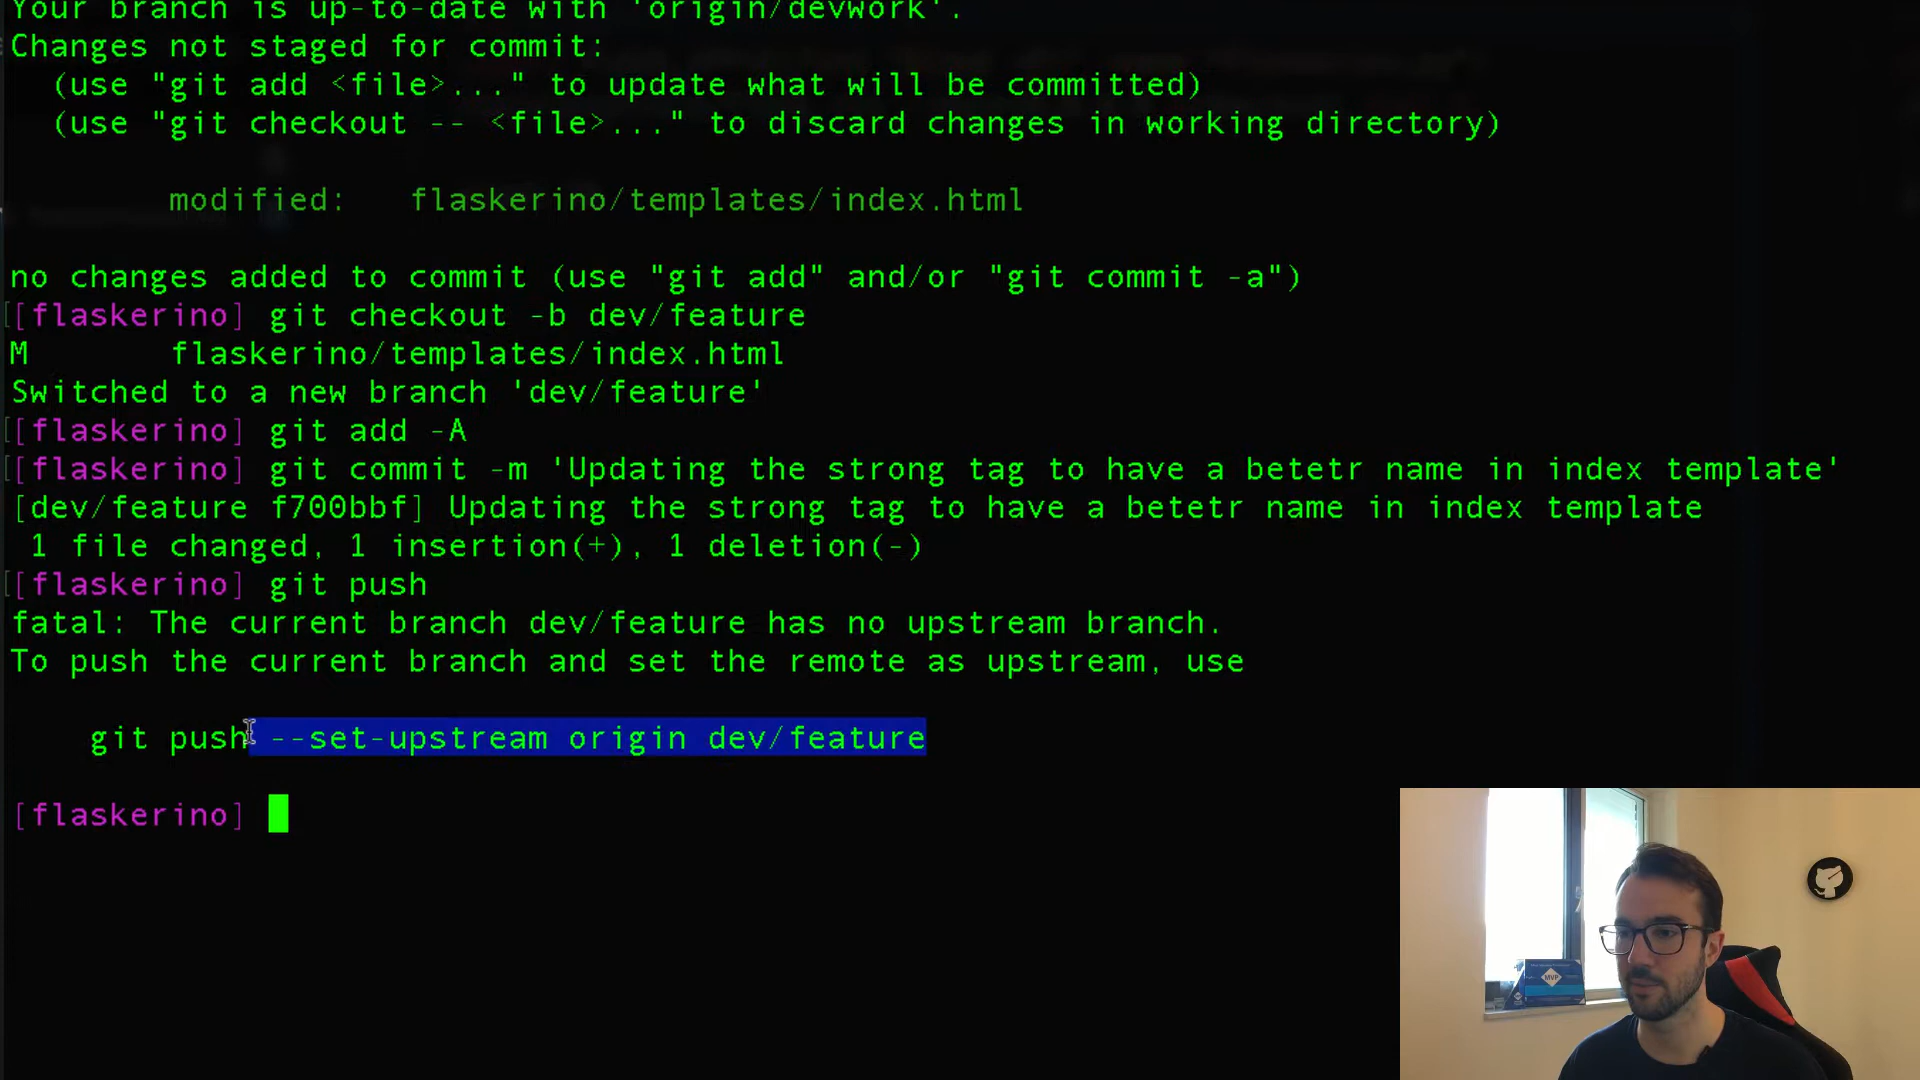 Your branch is up-to-date with 'origin/devwork'.
Changes not staged for commit:
(use "git add <file>..." to update what will be committed)
(use "git checkout -- <file>..." to discard changes in working directory)
modified: flaskerino/templates/index.html
no changes added to commit (use "git add" and/or "git commit -a")
[[flaskerino] git checkout -b dev/feature
M flaskerino/templates/index.html
Switched to a new branch 'dev/feature'
[[flaskerino] git add -A
[[flaskerino] git commit -m 'Updating the strong tag to have a betetr name in index template'
[dev/feature f700bbf] Updating the strong tag to have a betetr name in index template
1 file changed, 1 insertion(+), 1 deletion(-)
[[flaskerino] git push
fatal: The current branch dev/feature has no upstream branch.
To push the current branch and set the remote as upstream, use
git push --set-upstream origin dev/feature
[flaskerino]
MVP